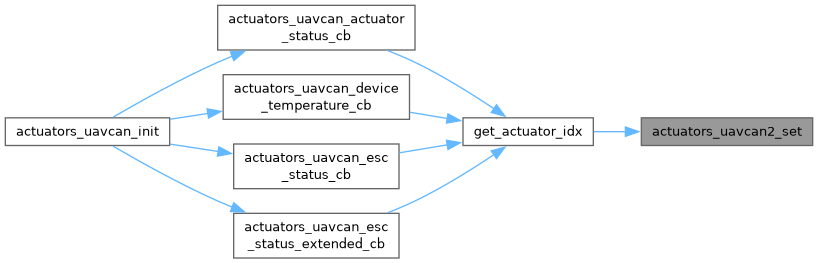 actuators_uavcan_actuator
_status_cb
actuators_uavcan_device
_temperature_cb
actuators_uavcan_init
get_actuator_idx
actuators_uavcan2_set
actuators_uavcan_esc
_status_cb
actuators_uavcan_esc
_status_extended_cb